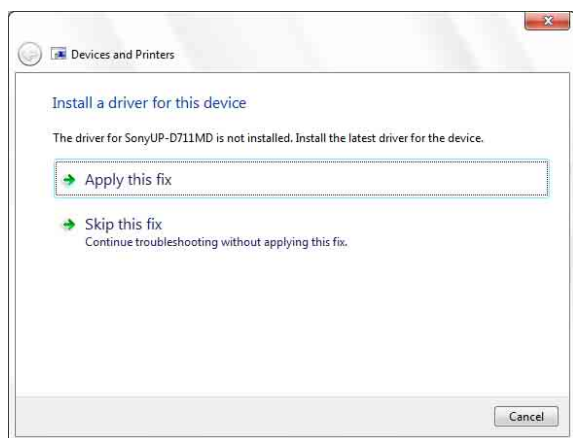 Devices and Printers
Install a driver for this device
The driver for SonyUP-D711MD is not installed. Install the latest driver for the device.
Apply this fix
Skip this fix
Continue troubleshooting without applying this fix.
Cancel